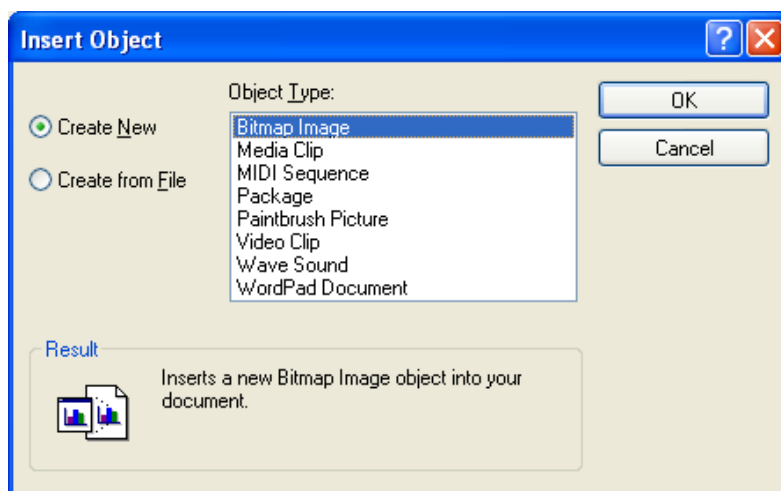 Insert Object
Object Type:
Create New
Create from File
Bitmap Image
Media Clip
MIDI Sequence
Package
Paintbrush Picture
Video Clip
Wave Sound
WordPad Document
OK
Cancel
Result
Inserts a new Bitmap Image object into your
document.